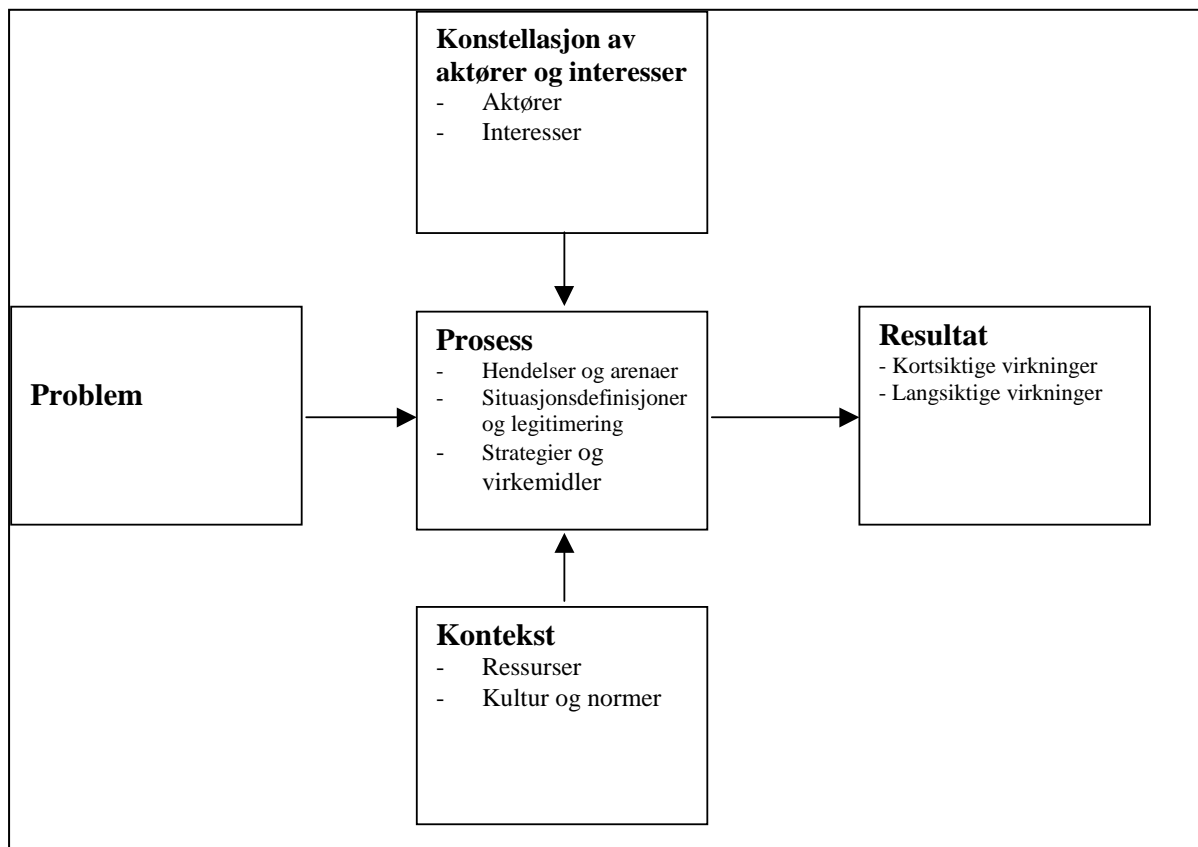 Konstellasjon av
aktører og interesser
- Aktører
- Interesser
Problem
Prosess
- Hendelser og arenaer
- Situasjonsdefinisjoner
og legitimering
- Strategier og
virkemidler
Resultat
- Kortsiktige virkninger
- Langsiktige virkninger
Kontekst
- Ressurser
- Kultur og normer